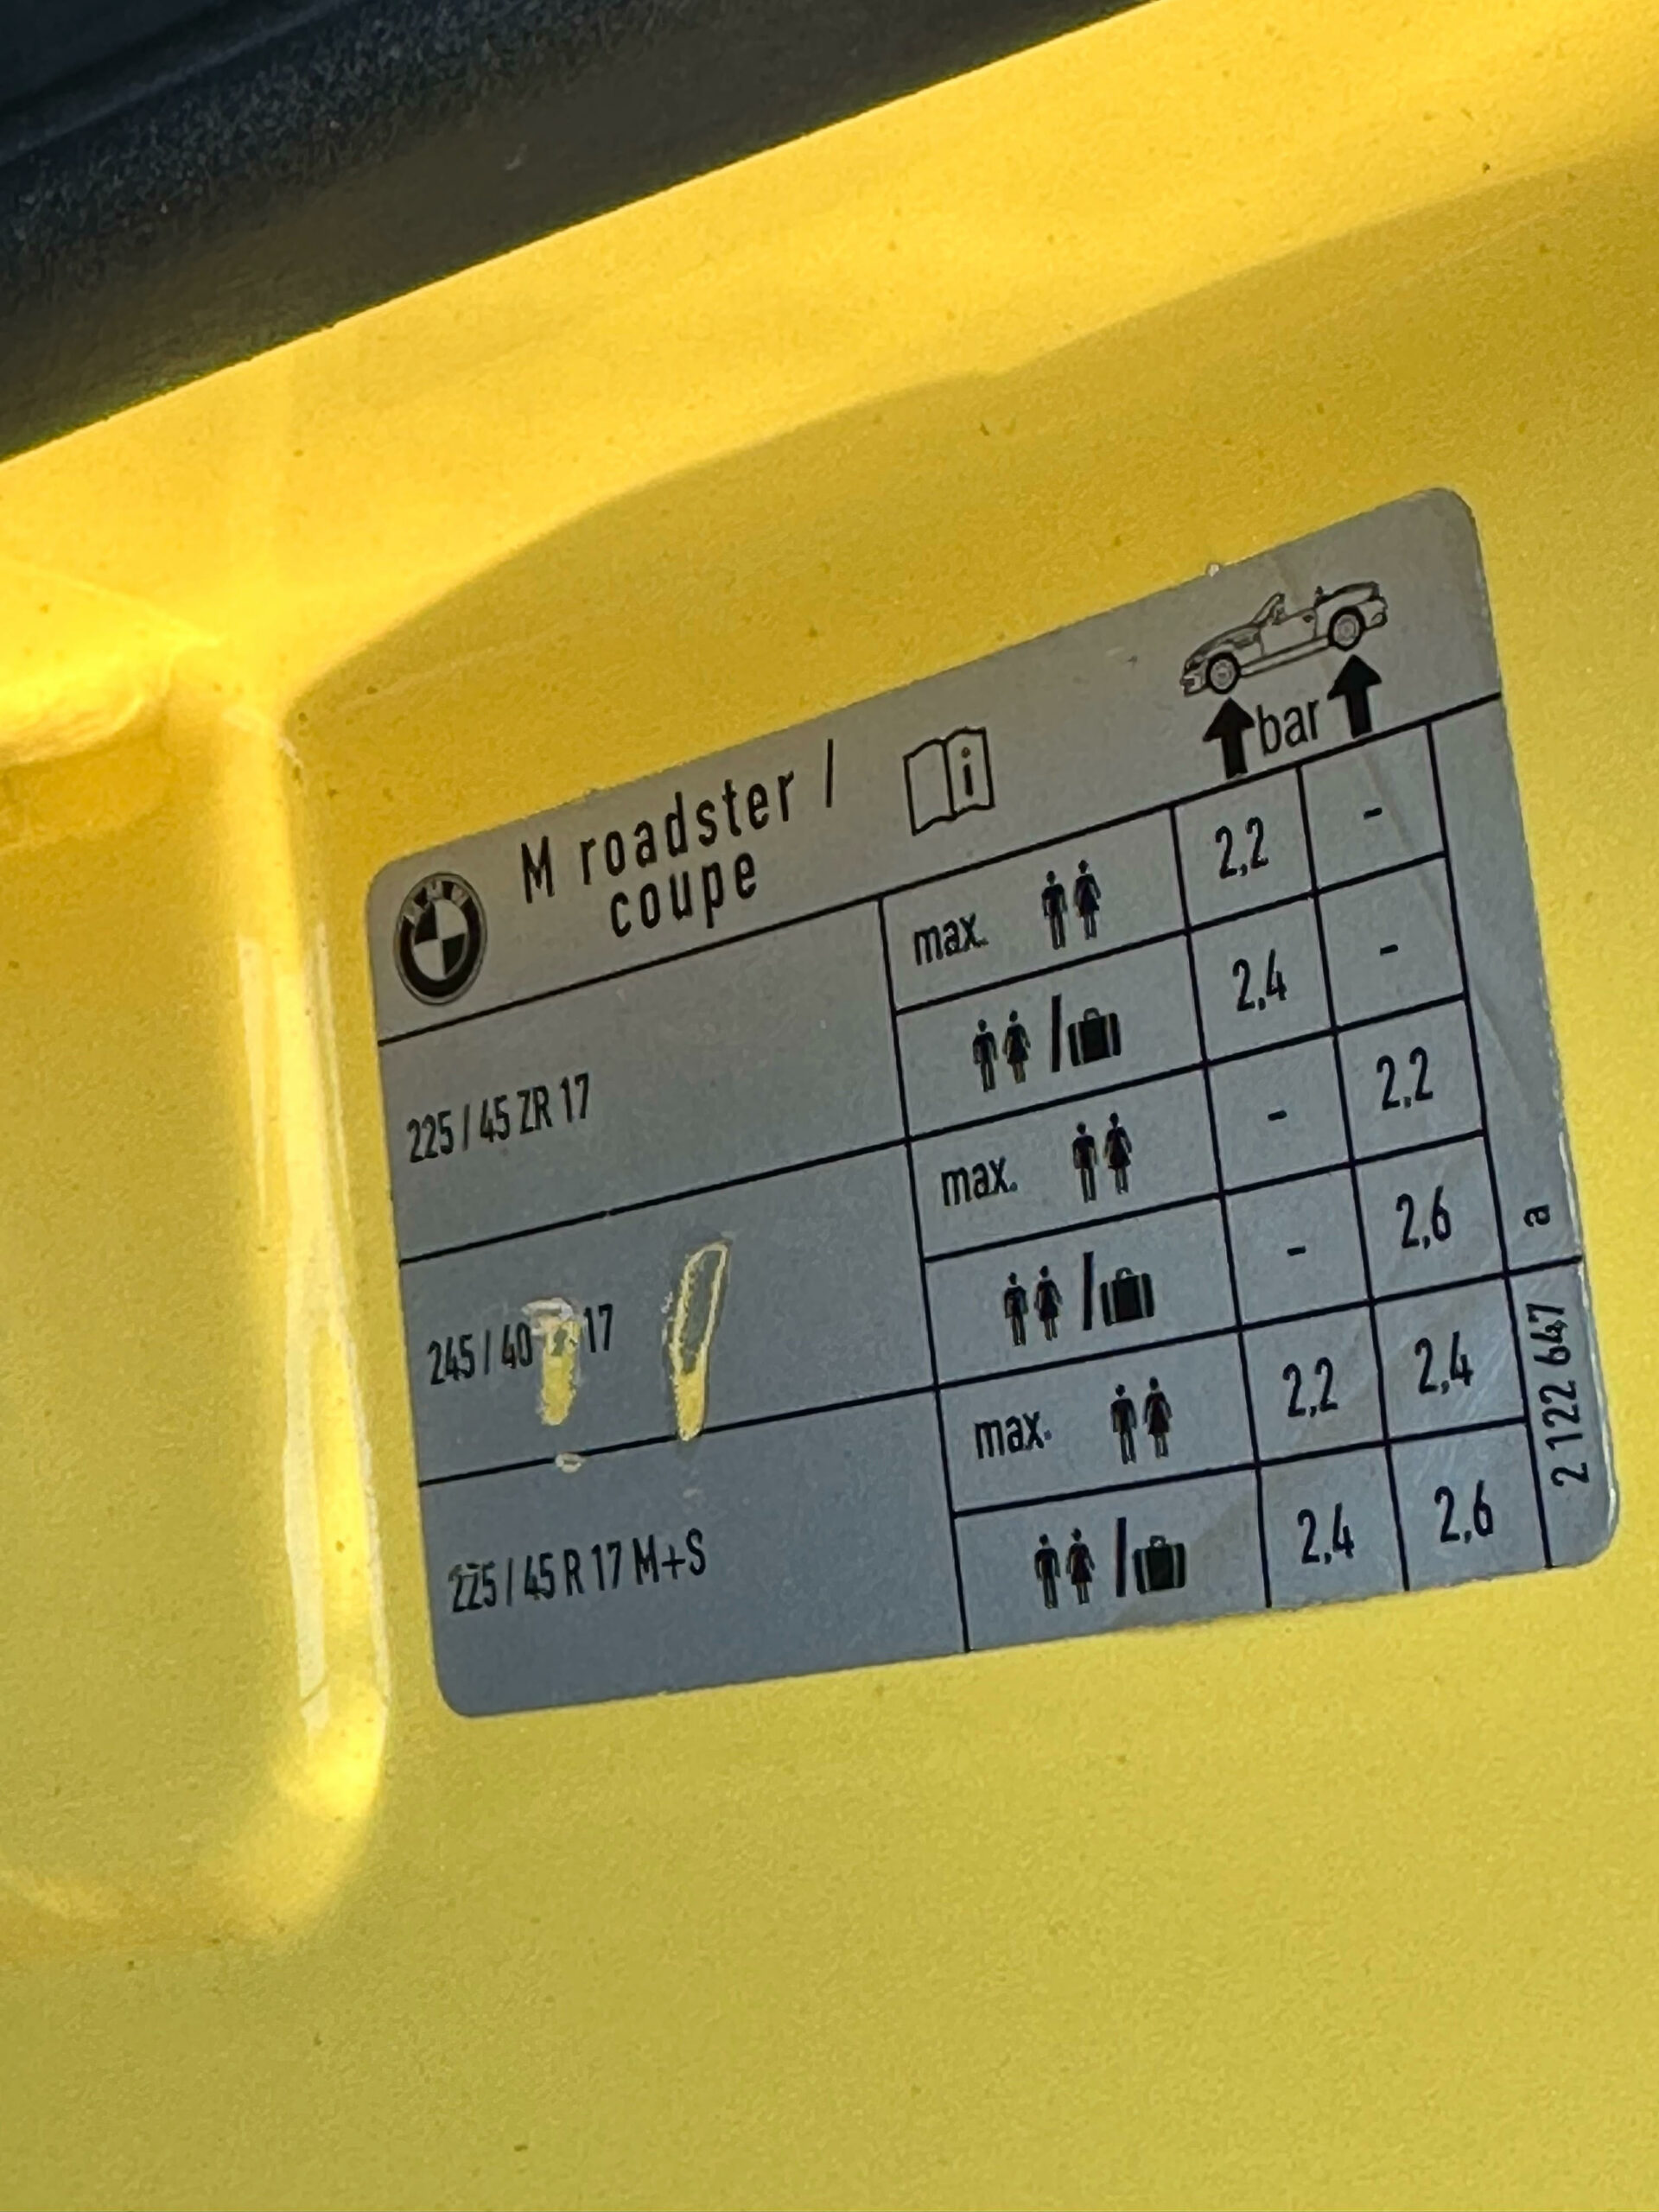 M roadster /
coupe
bar
225 / 45 ZR 17
max. 2,2 -
/ 2,4 -
245 / 40 17
max. - 2,2
/ - 2,6
225 / 45 R 17 M+S
max. 2,2 2,4
/ 2,4 2,6
a
2 122 647